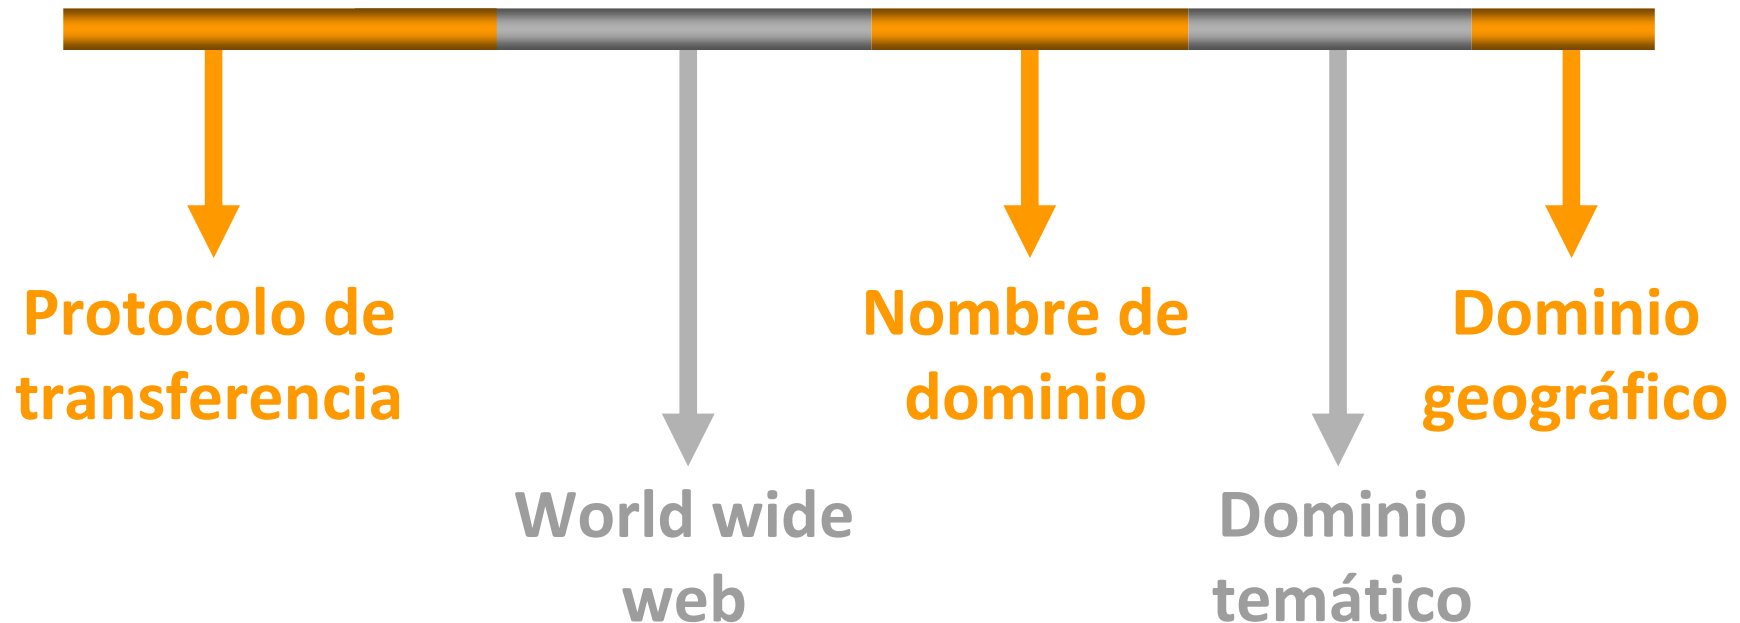 Protocolo de
transferencia
World wide
web
Nombre de
dominio
Dominio
temático
Dominio
geográfico